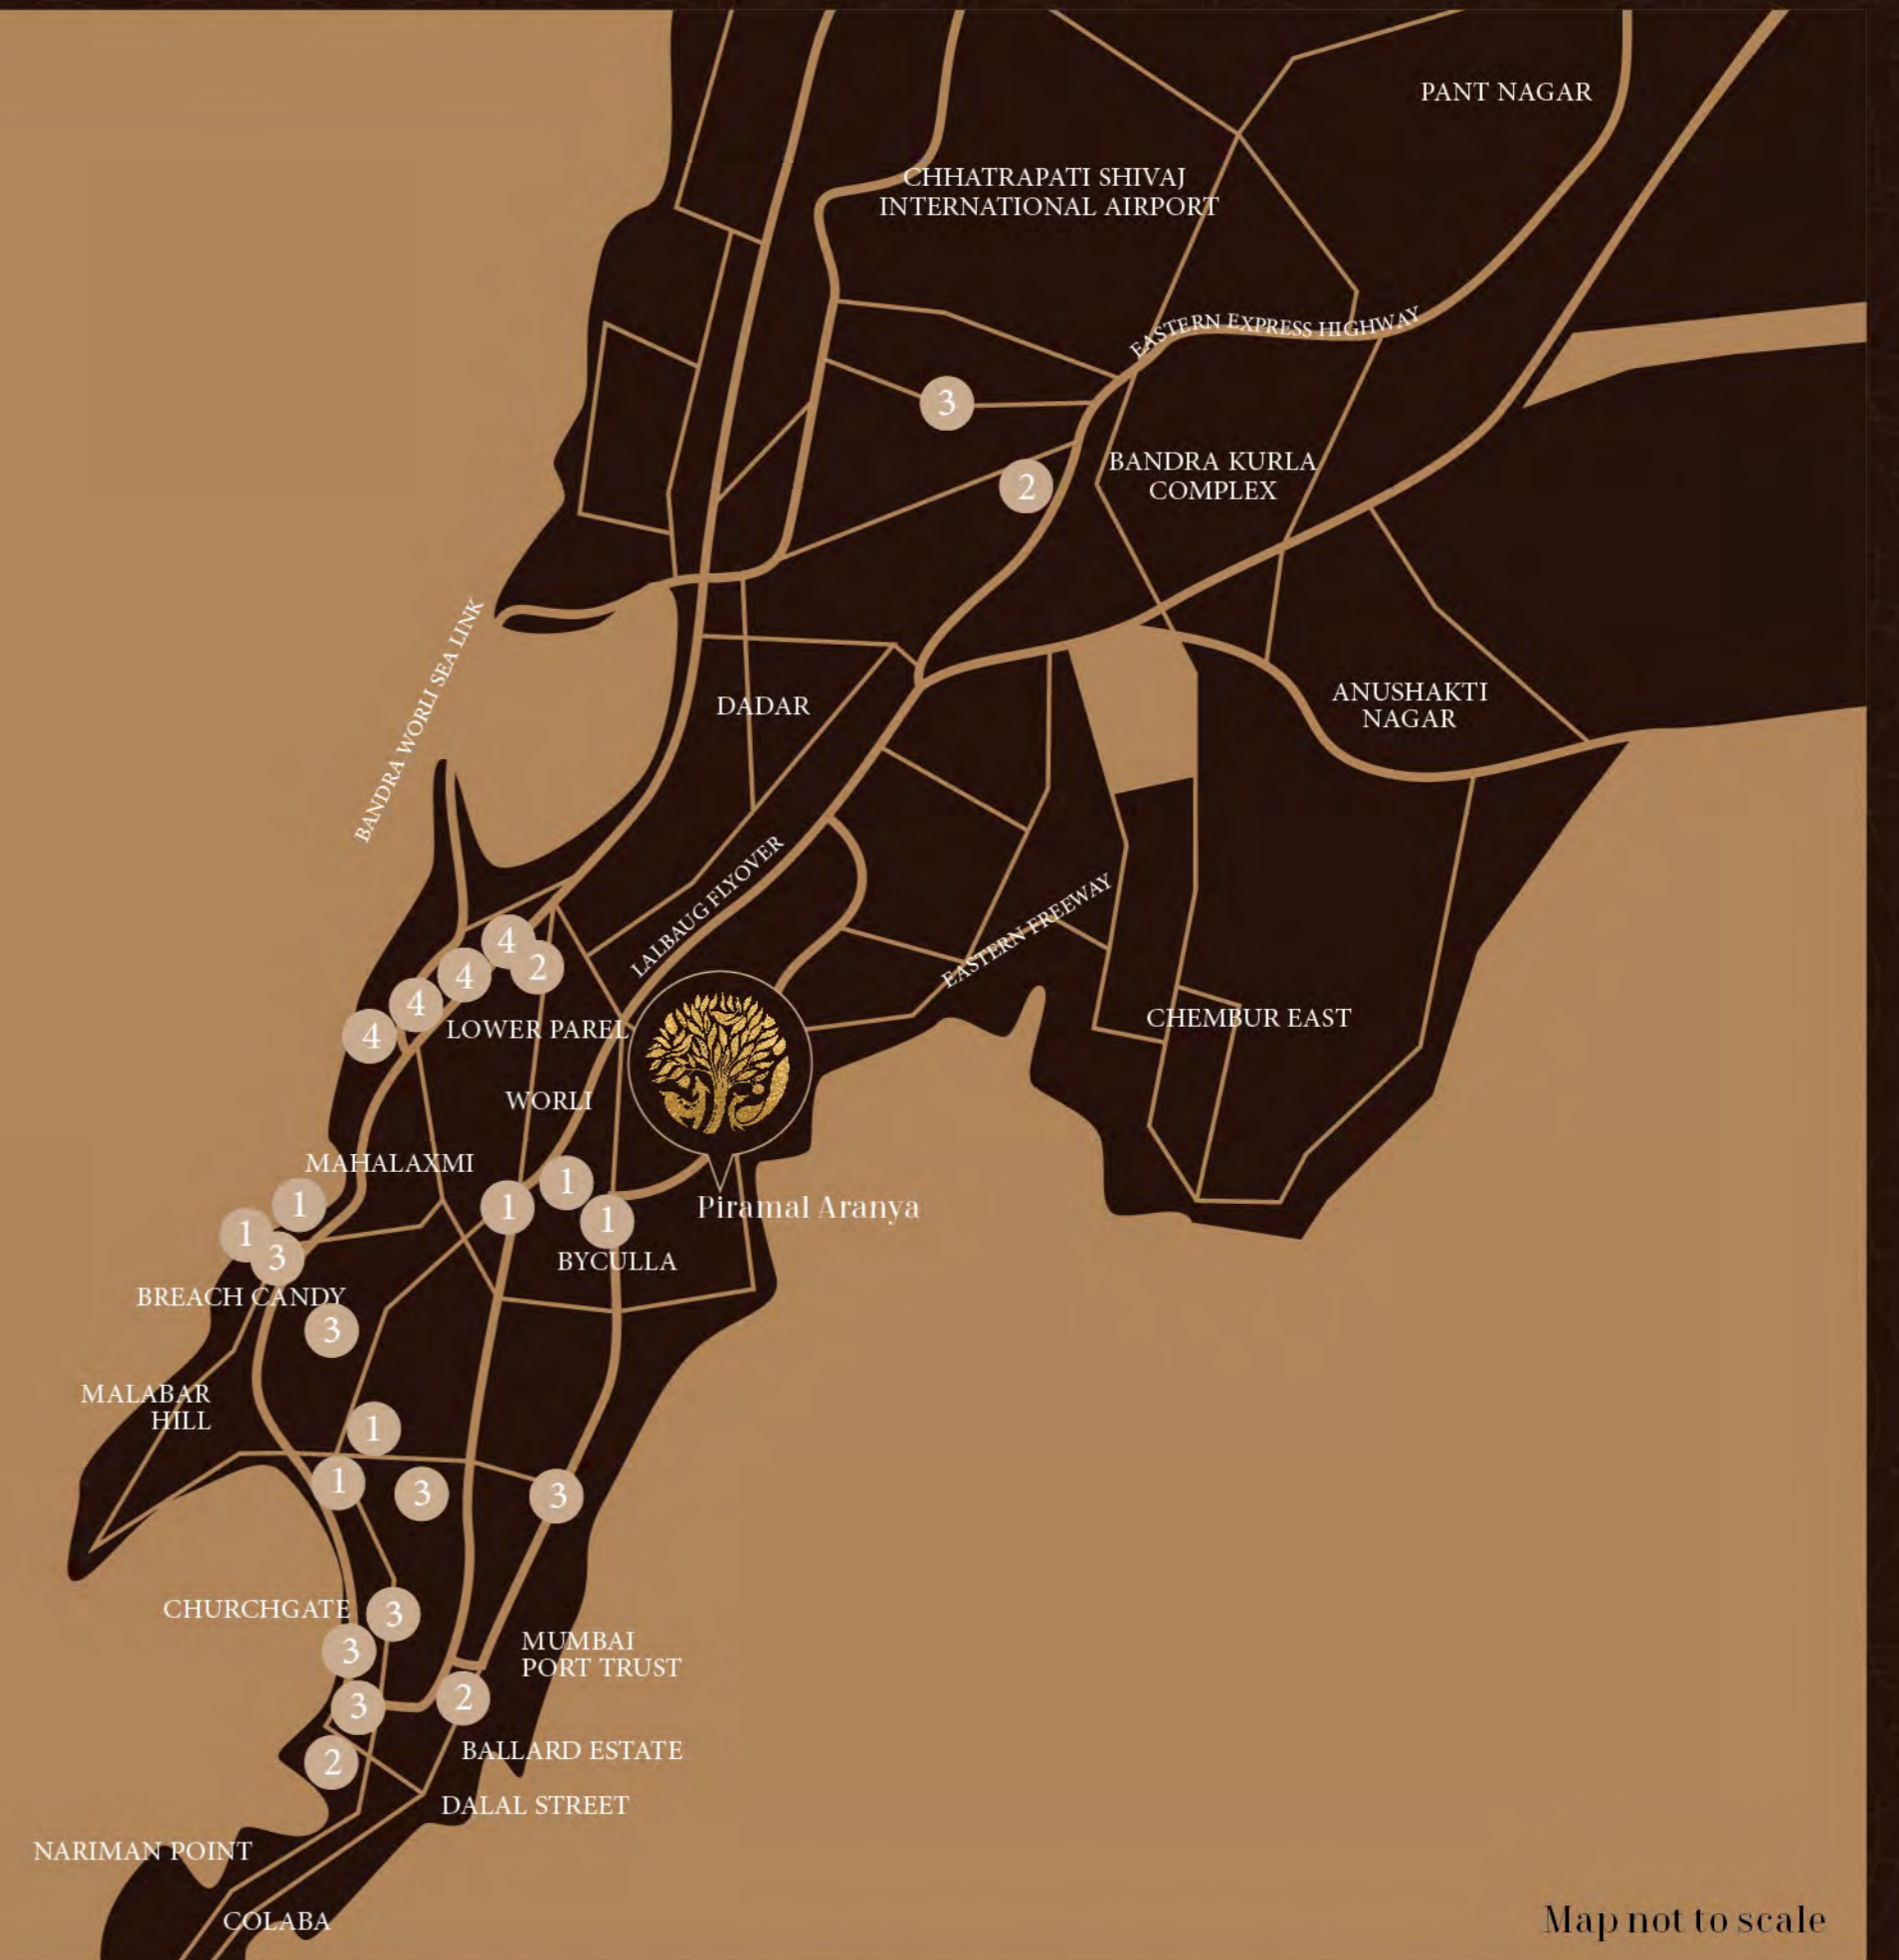 PANT NAGAR
CHHATRAPATI SHIVAJ
INTERNATIONAL AIRPORT
EASTERN EXPRESS HIGHWAY
3
BANDRA KURLA
COMPLEX
2
BANDRA WORLI SEA LINK
ANUSHAKTI
NAGAR
DADAR
LALBAUG FLYOVER
EASTERN FREEWAY
4
2
4
4
4
LOWER PAREL
CHEMBUR EAST
WORLI
MAHALAXMI
1
1
1
1
Piramal Aranya
1
3
BYCULLA
BREACH CANDY
3
MALABAR
HILL
1
1
3
3
CHURCHGATE
3
3
MUMBAI
PORT TRUST
3
2
BALLARD ESTATE
2
DALAL STREET
NARIMAN POINT
COLABA
Map not to scale